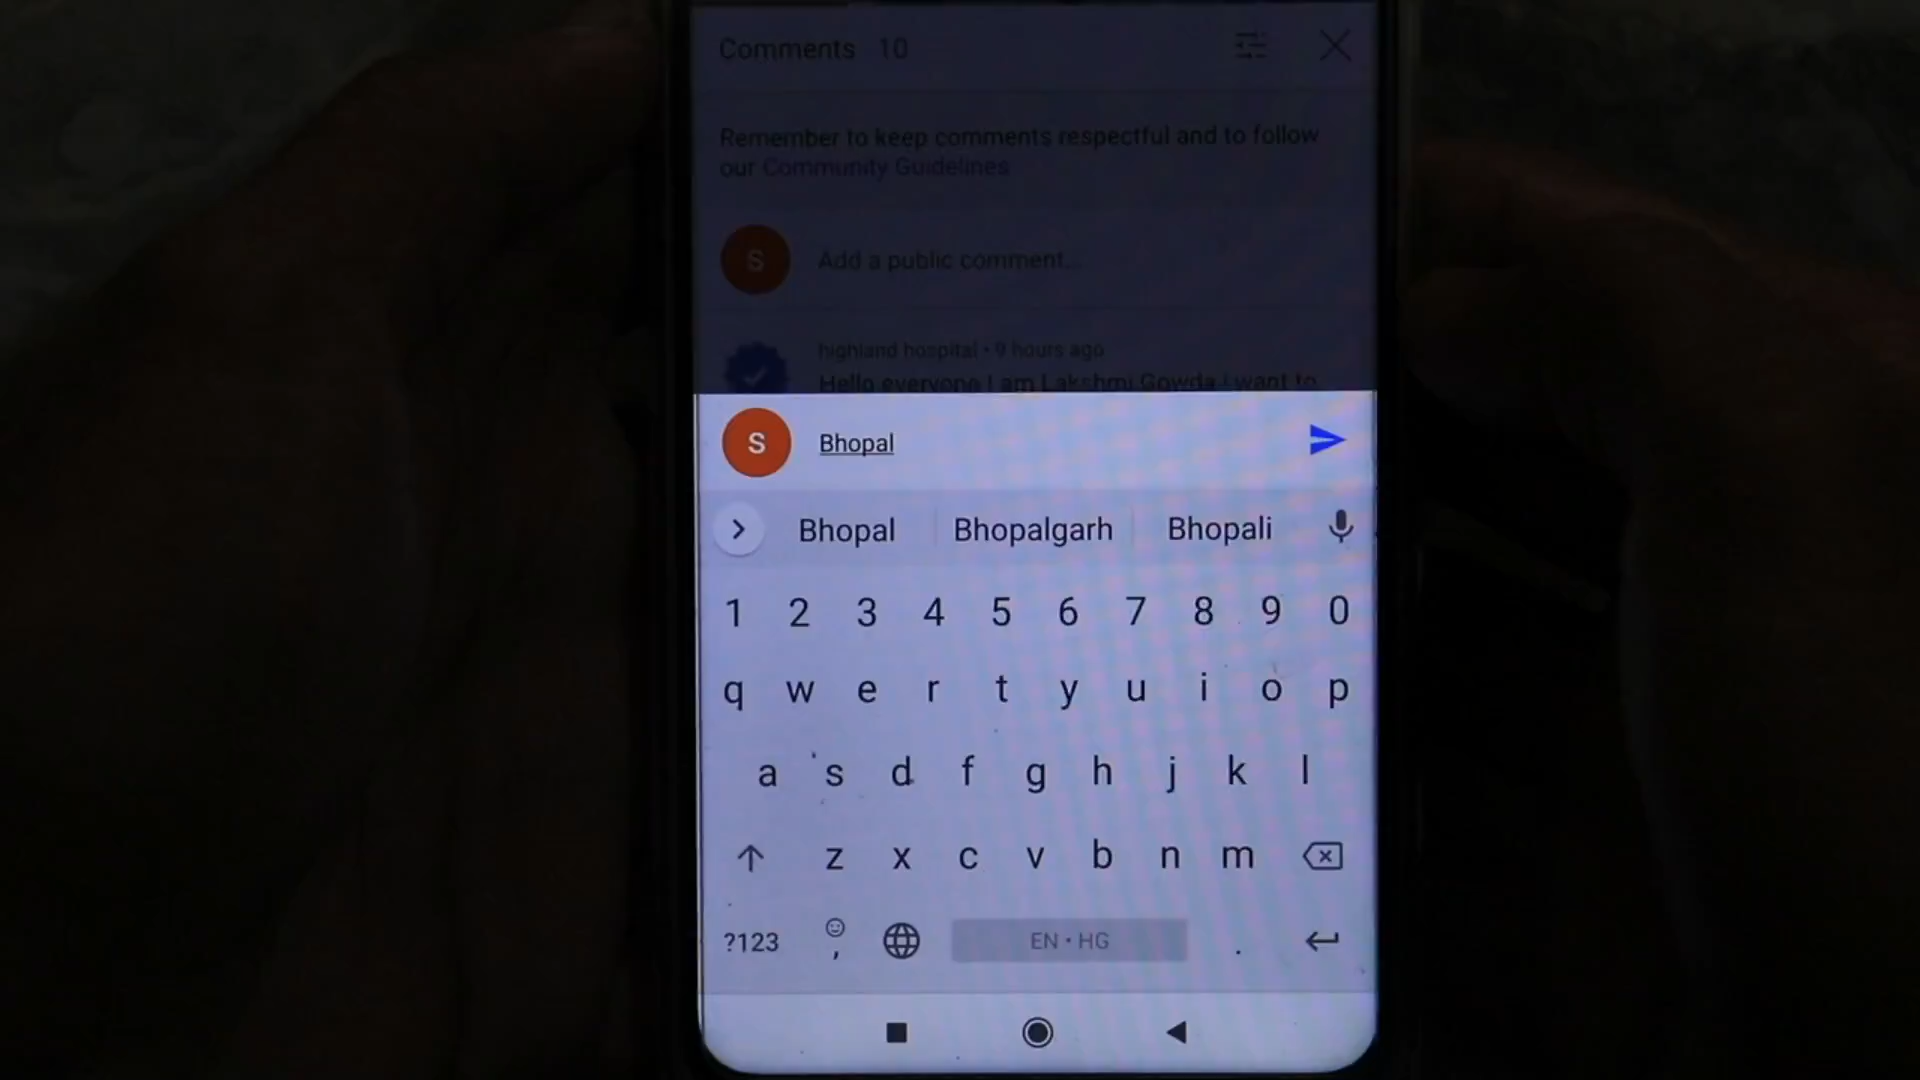 Comments 10
Remember to keep comments respectful and to follow
our Community Guidelines
S
Add a public comment...
highland hospital • 9 hours ago
Hello everyone I am Lakshmi Gowda i want to
S
Bhopal
Bhopal Bhopalgarh Bhopali
1 2 3 4 5 6 7 8 9 0
q w e r t y u i o p
a s d f g h j k l
z x c v b n m
?123 , EN • HG .